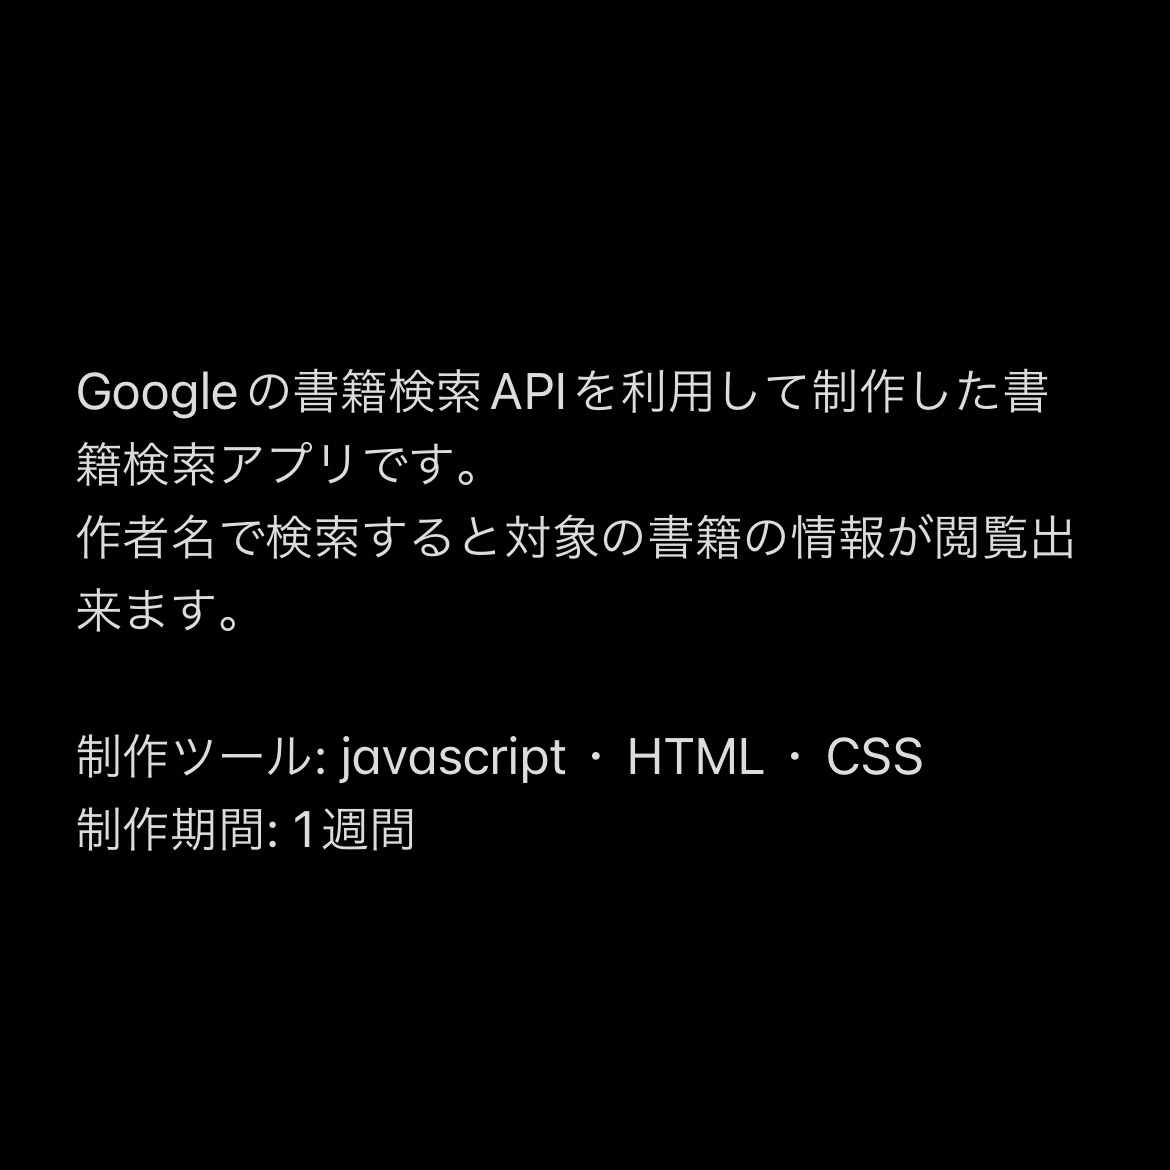 Googleの書籍検索APIを利用して制作した書
籍検索アプリです。
作者名で検索すると対象の書籍の情報が閲覧出
来ます。
制作ツール: javascript · HTML · CSS
制作期間: 1週間